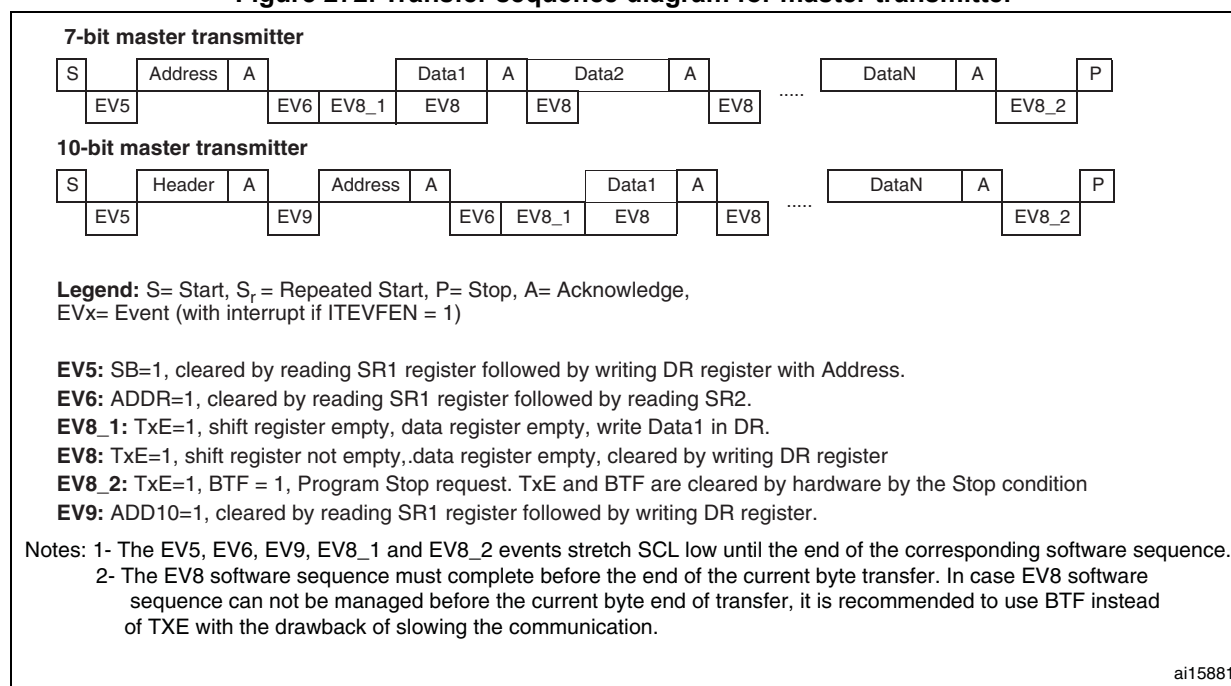 Figure 272. Transfer sequence diagram for master transmitter
7-bit master transmitter
S Address A Data1 A Data2 A ..... DataN A P
EV5 EV6 EV8_1 EV8 EV8 EV8 EV8_2
10-bit master transmitter
S Header A Address A Data1 A ..... DataN A P
EV5 EV9 EV6 EV8_1 EV8 EV8 EV8_2
Legend: S= Start, Sr = Repeated Start, P= Stop, A= Acknowledge,
EVx= Event (with interrupt if ITEVFEN = 1)
EV5: SB=1, cleared by reading SR1 register followed by writing DR register with Address.
EV6: ADDR=1, cleared by reading SR1 register followed by reading SR2.
EV8_1: TxE=1, shift register empty, data register empty, write Data1 in DR.
EV8: TxE=1, shift register not empty,.data register empty, cleared by writing DR register
EV8_2: TxE=1, BTF = 1, Program Stop request. TxE and BTF are cleared by hardware by the Stop condition
EV9: ADD10=1, cleared by reading SR1 register followed by writing DR register.
Notes: 1- The EV5, EV6, EV9, EV8_1 and EV8_2 events stretch SCL low until the end of the corresponding software sequence.
2- The EV8 software sequence must complete before the end of the current byte transfer. In case EV8 software
sequence can not be managed before the current byte end of transfer, it is recommended to use BTF instead
of TXE with the drawback of slowing the communication.
ai15881